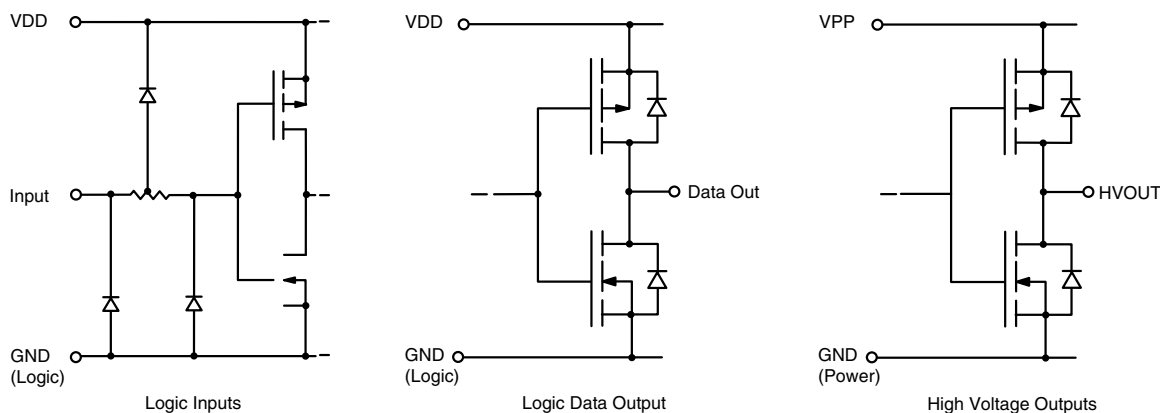 VDD
Input
GND
(Logic)
Logic Inputs
VDD
Data Out
GND
(Logic)
Logic Data Output
VPP
HVOUT
GND
(Power)
High Voltage Outputs